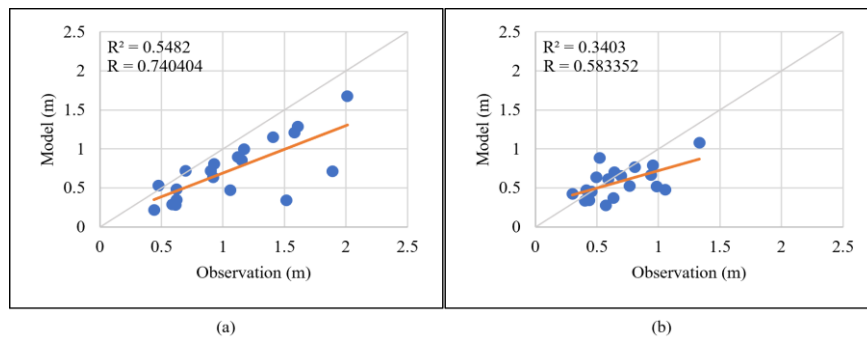 2.5
R² = 0.5482
R = 0.740404
2
1.5
1
0.5
0
Model (m)
0 0.5 1 1.5 2 2.5
Observation (m)
(a)
2.5
R² = 0.3403
R = 0.583352
2
1.5
1
0.5
0
Model (m)
0 0.5 1 1.5 2 2.5
Observation (m)
(b)